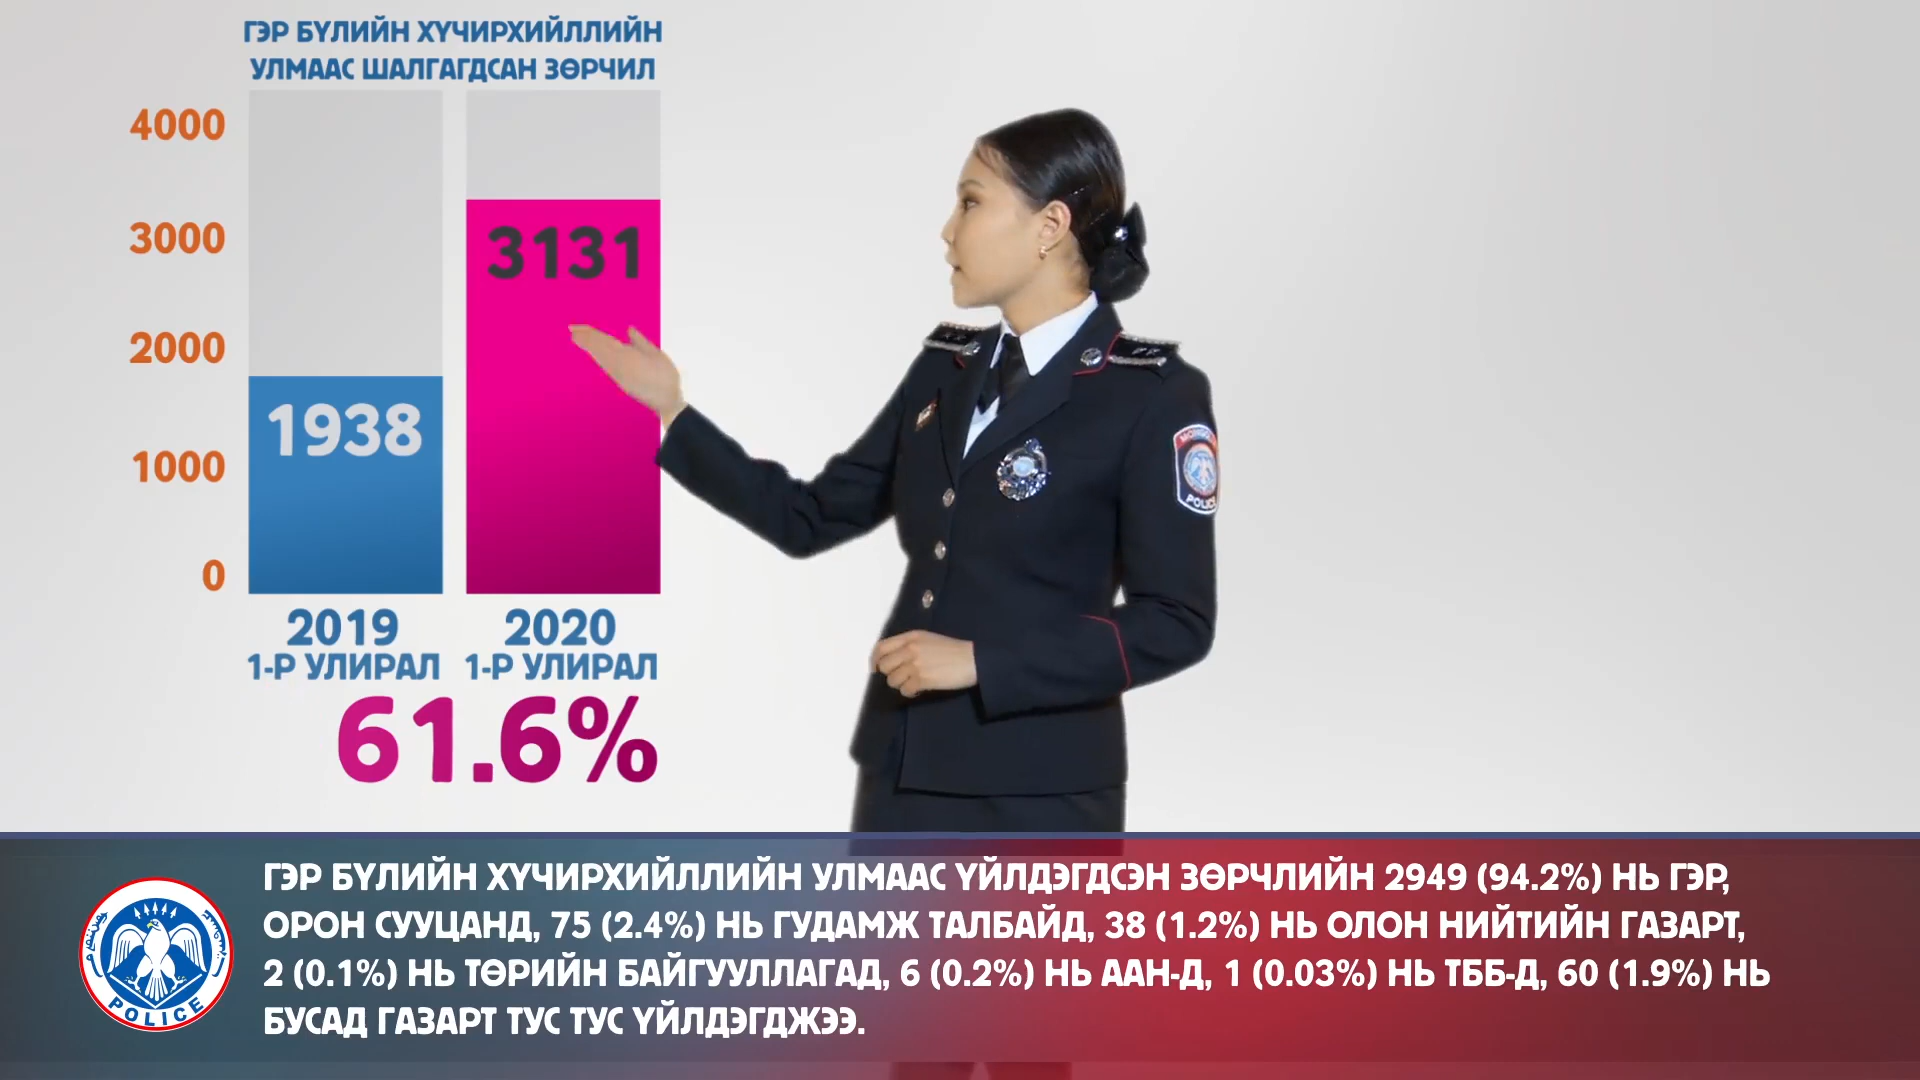 ГЭР БҮЛИЙН ХҮЧИРХИЙЛЛИЙН
УЛМААС ШАЛГАГДСАН ЗӨРЧИЛ
4000
3000
2000
1000
0
1938
3131
2019
1-Р УЛИРАЛ
2020
1-Р УЛИРАЛ
61.6%
POLICE
ГЭР БҮЛИЙН ХҮЧИРХИЙЛЛИЙН УЛМААС ҮЙЛДЭГДСЭН ЗӨРЧЛИЙН 2949 (94.2%) НЬ ГЭР,
ОРОН СУУЦАНД, 75 (2.4%) НЬ ГУДАМЖ ТАЛБАЙД, 38 (1.2%) НЬ ОЛОН НИЙТИЙН ГАЗАРТ,
2 (0.1%) НЬ ТӨРИЙН БАЙГУУЛЛАГАД, 6 (0.2%) НЬ ААН-Д, 1 (0.03%) НЬ ТББ-Д, 60 (1.9%) НЬ
БУСАД ГАЗАРТ ТУС ТУС ҮЙЛДЭГДЖЭЭ.
POLICE